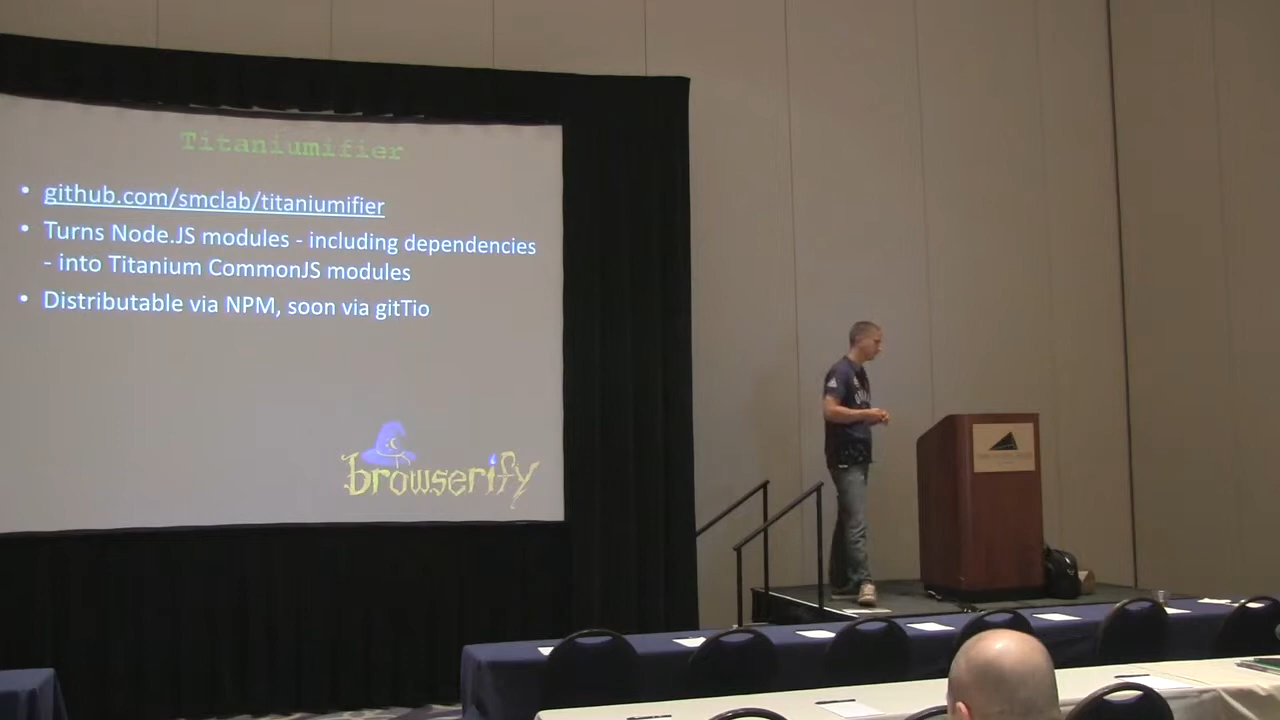 Titaniumifier
• github.com/smclab/titaniumifier
• Turns Node.JS modules - including dependencies
- into Titanium CommonJS modules
• Distributable via NPM, soon via gitTio
browserify